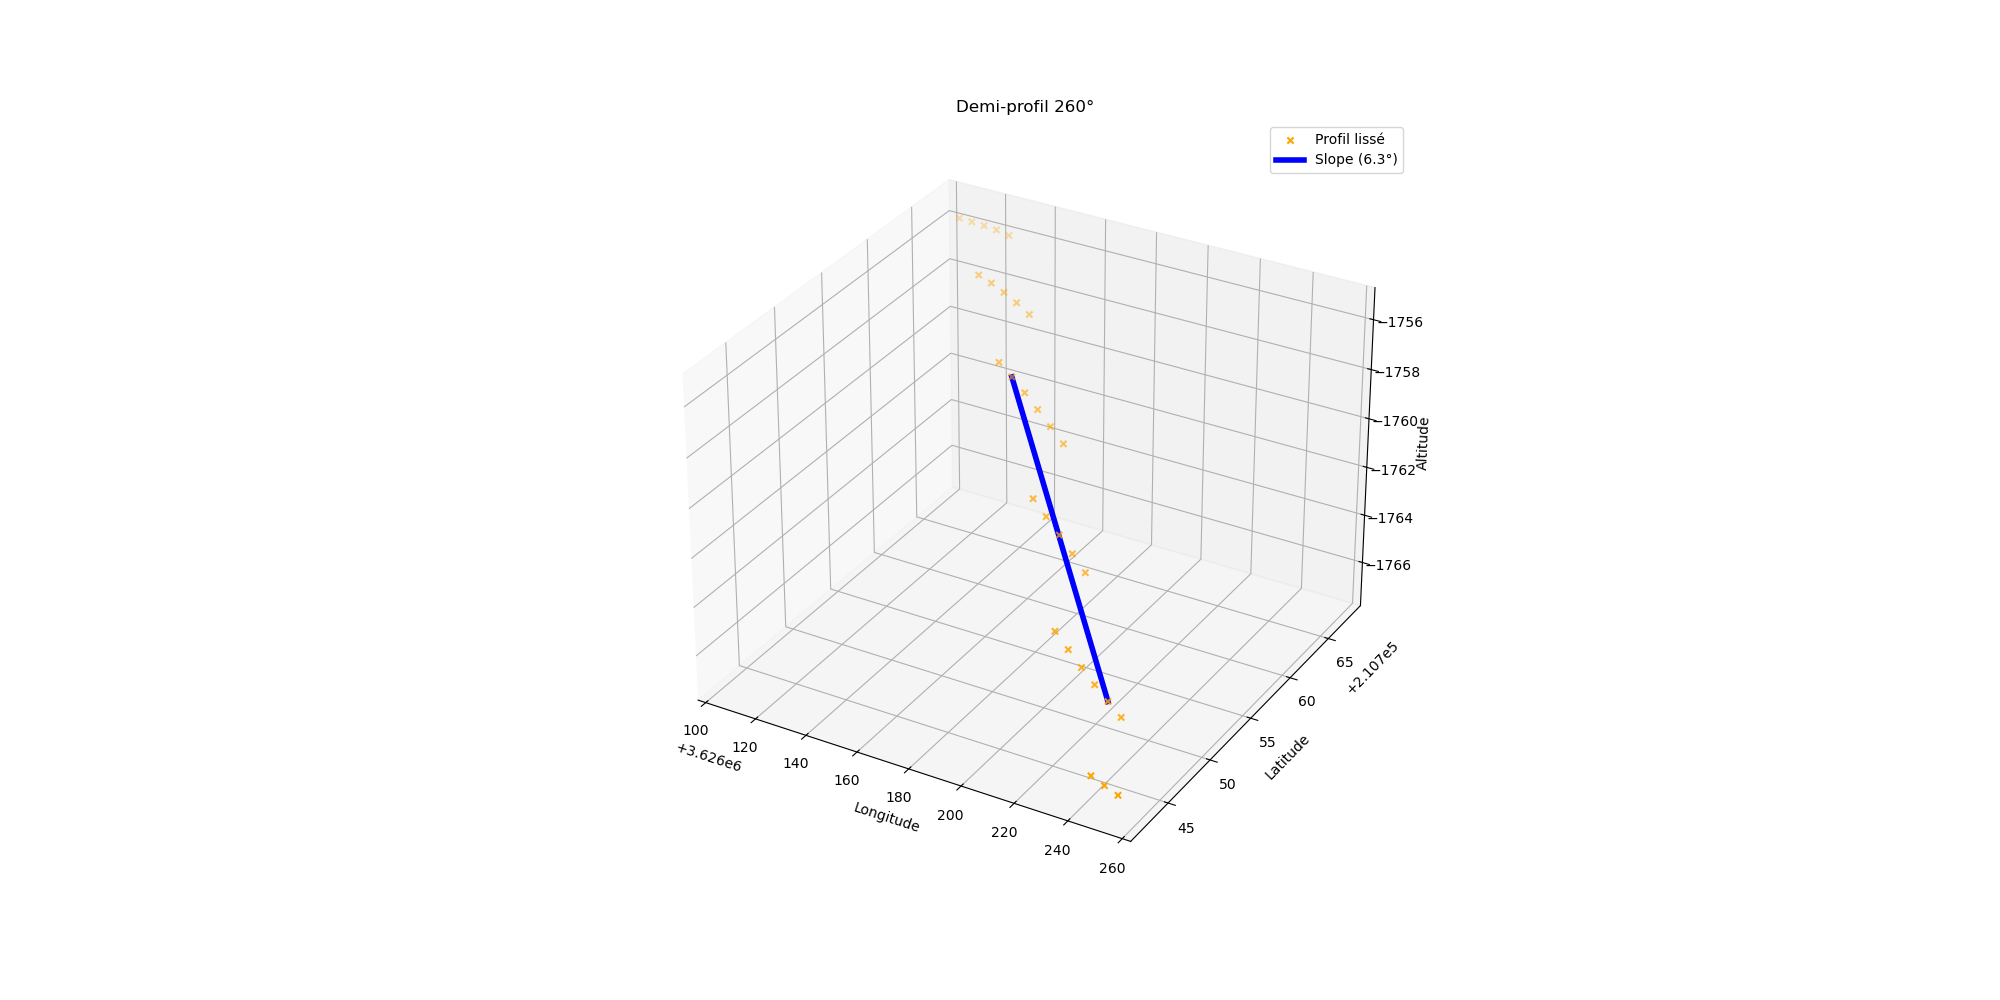 Demi-profil 260°
Profil lissé
Slope (6.3°)
−1756
−1758
−1760
−1762
−1764
−1766
Altitude
65
60
55
50
45
+2.107e5
Latitude
100
120
140
160
180
200
220
240
260
+3.626e6
Longitude